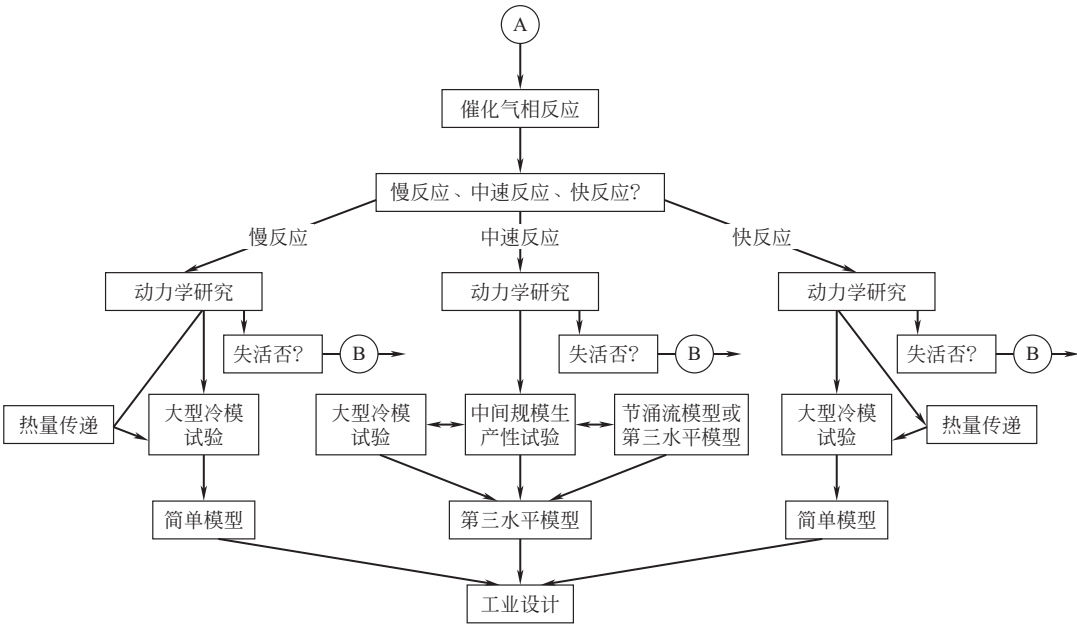 A
催化气相反应
慢反应、中速反应、快反应?
慢反应
中速反应
快反应
动力学研究
动力学研究
动力学研究
失活否?
B
失活否?
B
失活否?
B
热量传递
大型冷模
试验
大型冷模
试验
中间规模生
产性试验
节涌流模型或
第三水平模型
大型冷模
试验
热量传递
简单模型
第三水平模型
简单模型
工业设计